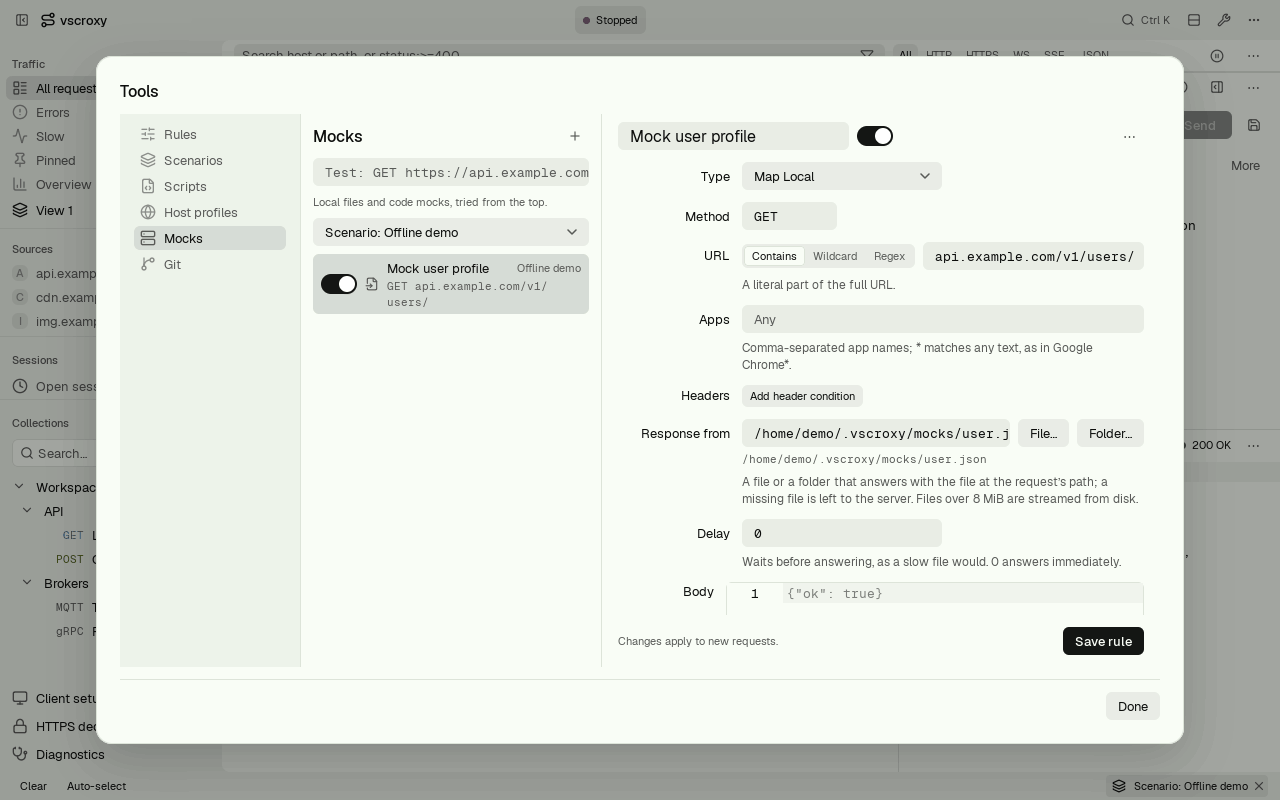 vscroxy
Stopped
Ctrl K
Search host or path, or status:>=400
All HTTP HTTPS WS SSE JSON
Traffic
All request
Errors
Slow
Pinned
Overview
View 1
Sources
A api.examp
C cdn.examp
I img.examp
Sessions
Open sess
Collections
Search...
Workspac
API
GET
POST
Brokers
MQTT
gRPC
Client setu
HTTPS dec
Diagnostics
Clear Auto-select
Send
More
on
200 OK
Scenario: Offline demo
Tools
Rules
Scenarios
Scripts
Host profiles
Mocks
Git
Mocks
Test: GET https://api.example.com
Local files and code mocks, tried from the top.
Scenario: Offline demo
Mock user profile Offline demo
GET api.example.com/v1/
users/
Mock user profile
Type Map Local
Method GET
URL Contains Wildcard Regex api.example.com/v1/users/
A literal part of the full URL.
Apps Any
Comma-separated app names; * matches any text, as in Google
Chrome*.
Headers Add header condition
Response from /home/demo/.vscroxy/mocks/user.j File... Folder...
/home/demo/.vscroxy/mocks/user.json
A file or a folder that answers with the file at the request's path; a
missing file is left to the server. Files over 8 MiB are streamed from disk.
Delay 0
Waits before answering, as a slow file would. 0 answers immediately.
Body 1 {"ok": true}
Changes apply to new requests.
Save rule
Done